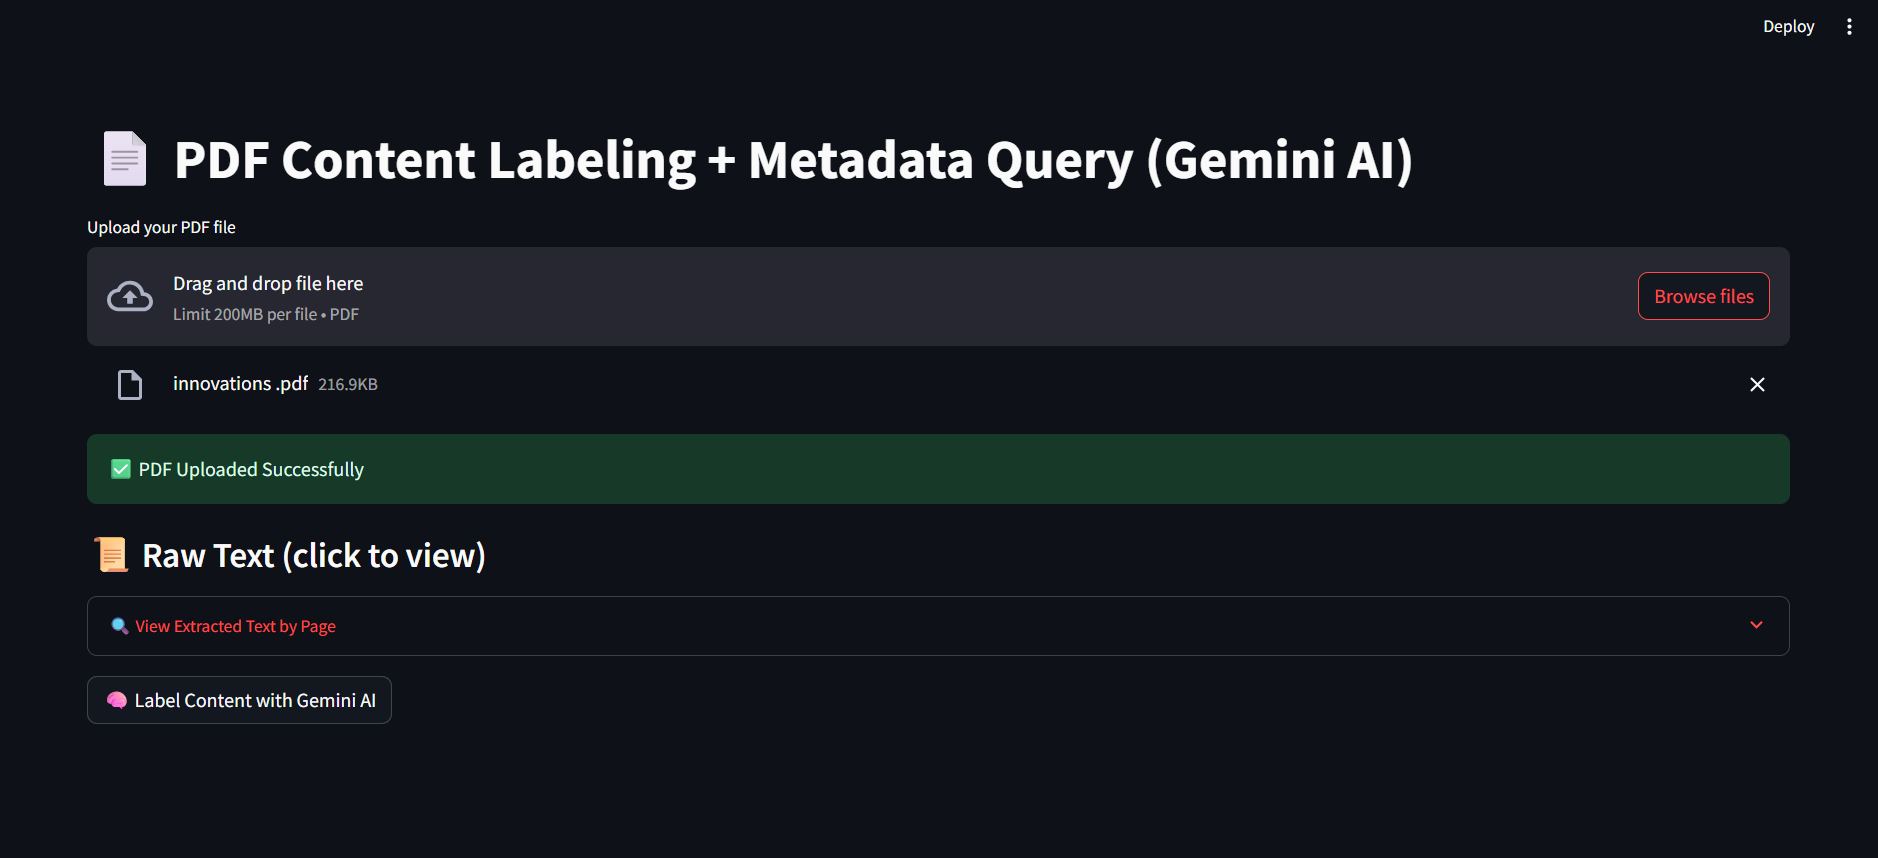 Deploy
PDF Content Labeling + Metadata Query (Gemini AI)
Upload your PDF file
Drag and drop file here
Limit 200MB per file • PDF
Browse files
innovations .pdf 216.9KB
PDF Uploaded Successfully
Raw Text (click to view)
View Extracted Text by Page
Label Content with Gemini AI